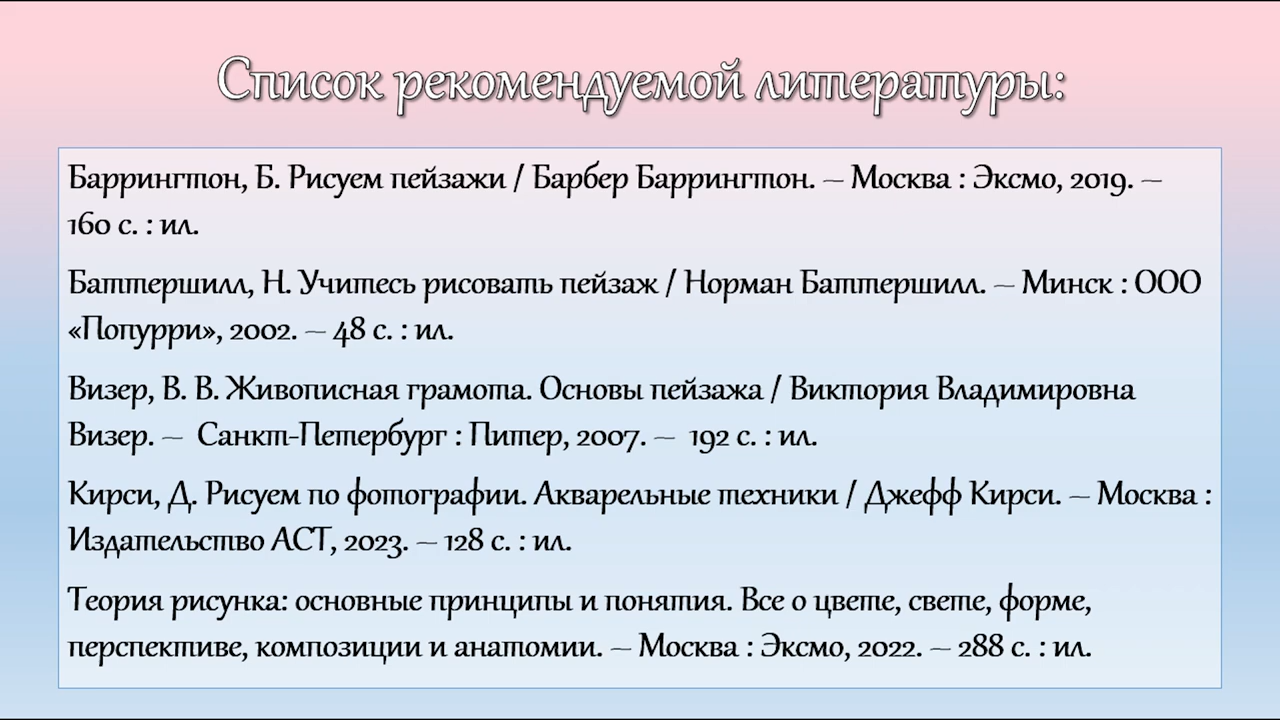 Список рекомендуемой литературы:
Баррингтон, Б. Рисуем пейзажи / Барбер Баррингтон. – Москва : Эксмо, 2019. –
160 с. : ил.
Баттершилл, Н. Учитесь рисовать пейзаж / Норман Баттершилл. – Минск : ООО
«Попурри», 2002. – 48 с. : ил.
Визер, В. В. Живописная грамота. Основы пейзажа / Виктория Владимировна
Визер. – Санкт-Петербург : Питер, 2007. – 192 с. : ил.
Кирси, Д. Рисуем по фотографии. Акварельные техники / Джефф Кирси. – Москва :
Издательство АСТ, 2023. – 128 с. : ил.
Теория рисунка: основные принципы и понятия. Все о цвете, свете, форме,
перспективе, композиции и анатомии. – Москва : Эксмо, 2022. – 288 с. : ил.